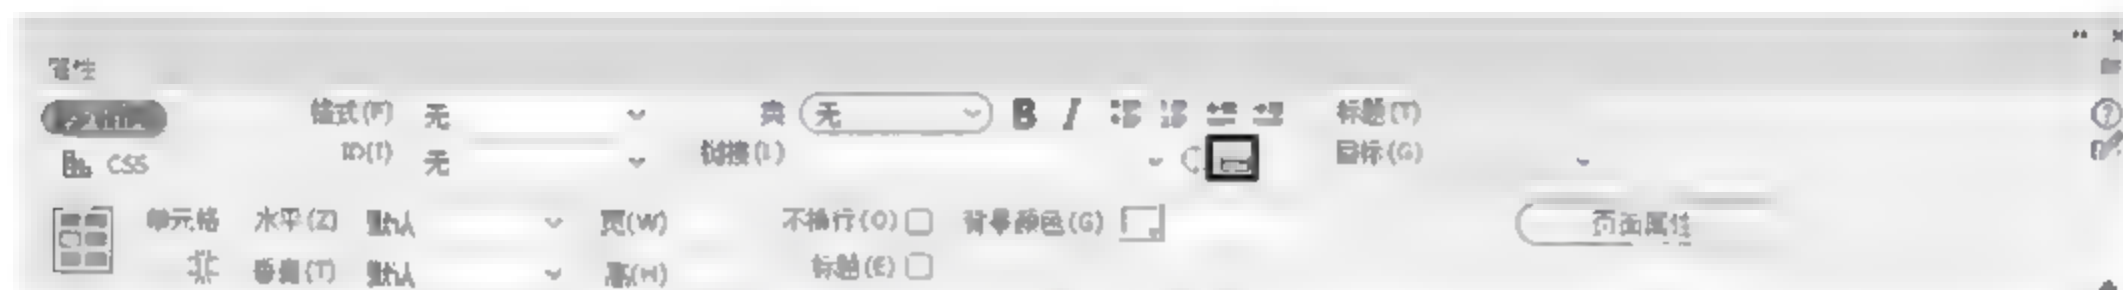 属性
格式(F) 无 类 无 B I 标题(T)
CSS ID(I) 无 链接(L) 目标(G)
单元格 水平(Z) 默认 宽(W) 不换行(O) 背景颜色(G) 页面属性
垂直(T) 默认 高(H) 标题(E)